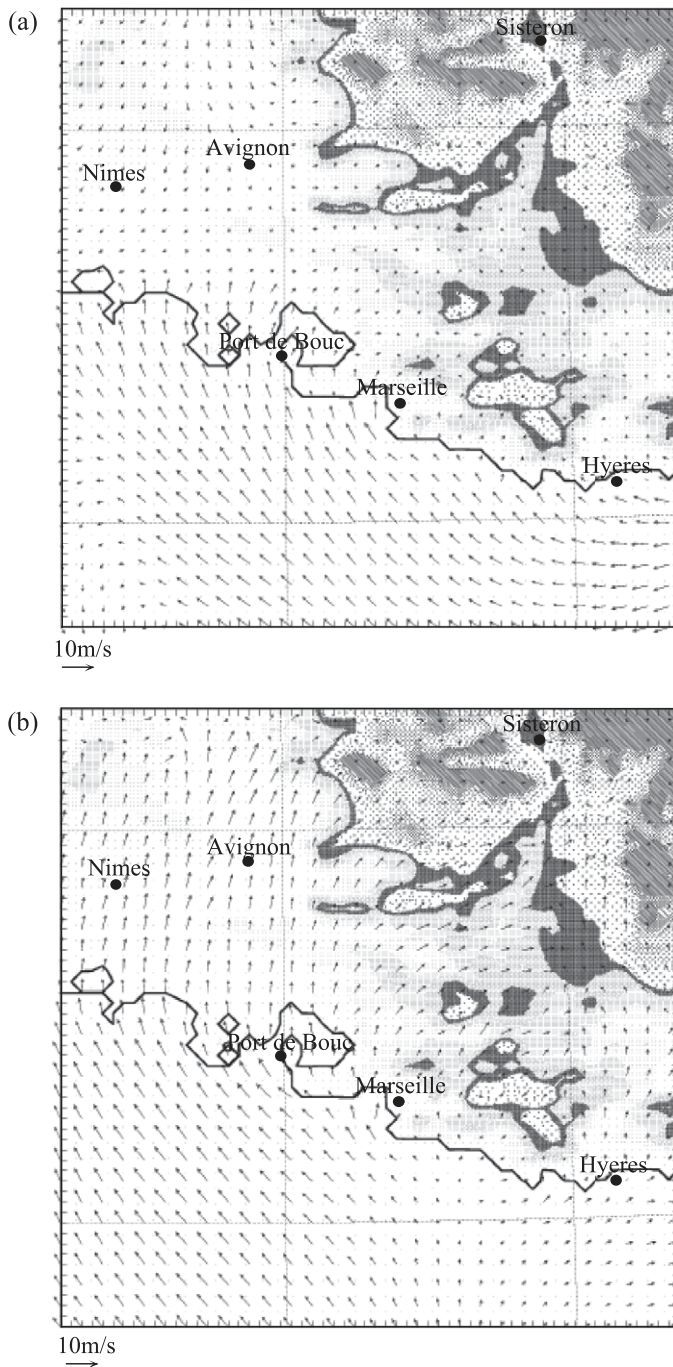 (a)
Sisteron
Avignon
Nimes
Port de Bouc
Marseille
Hyeres
10m/s
(b)
Sisteron
Avignon
Nimes
Port de Bouc
Marseille
Hyeres
10m/s